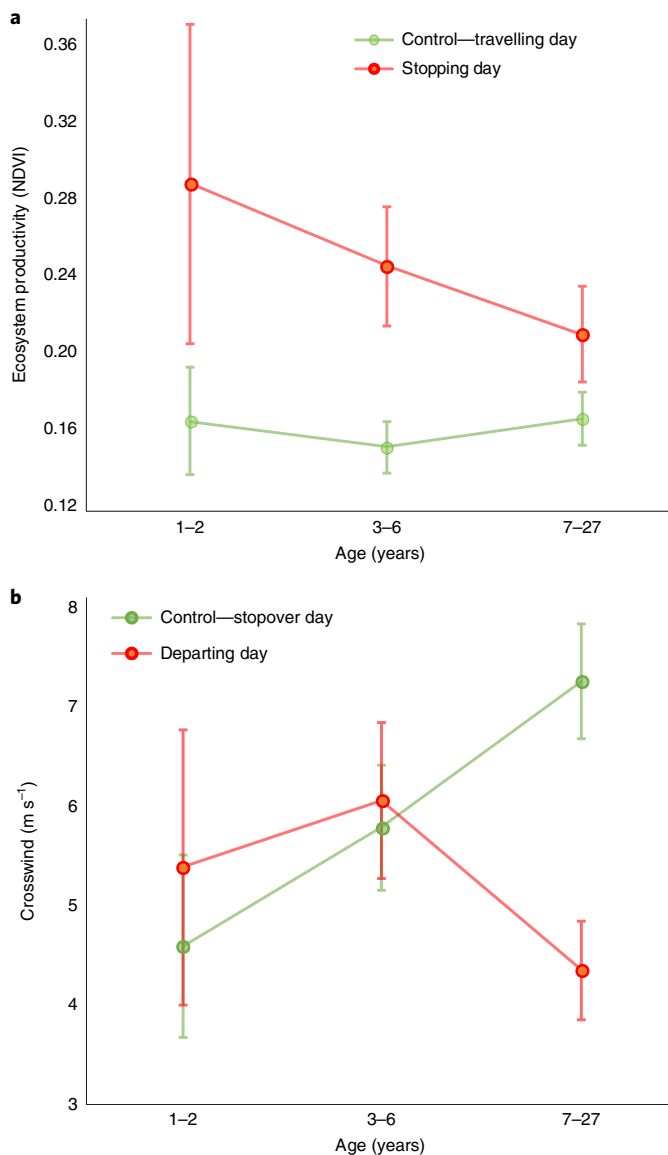 a
0.36
0.32
0.28
0.24
0.20
0.16
0.12
Ecosystem productivity (NDVI)
Control—travelling day
Stopping day
1–2
3–6
7–27
Age (years)
b
8
7
6
5
4
3
Crosswind (m s⁻¹)
Control—stopover day
Departing day
1–2
3–6
7–27
Age (years)